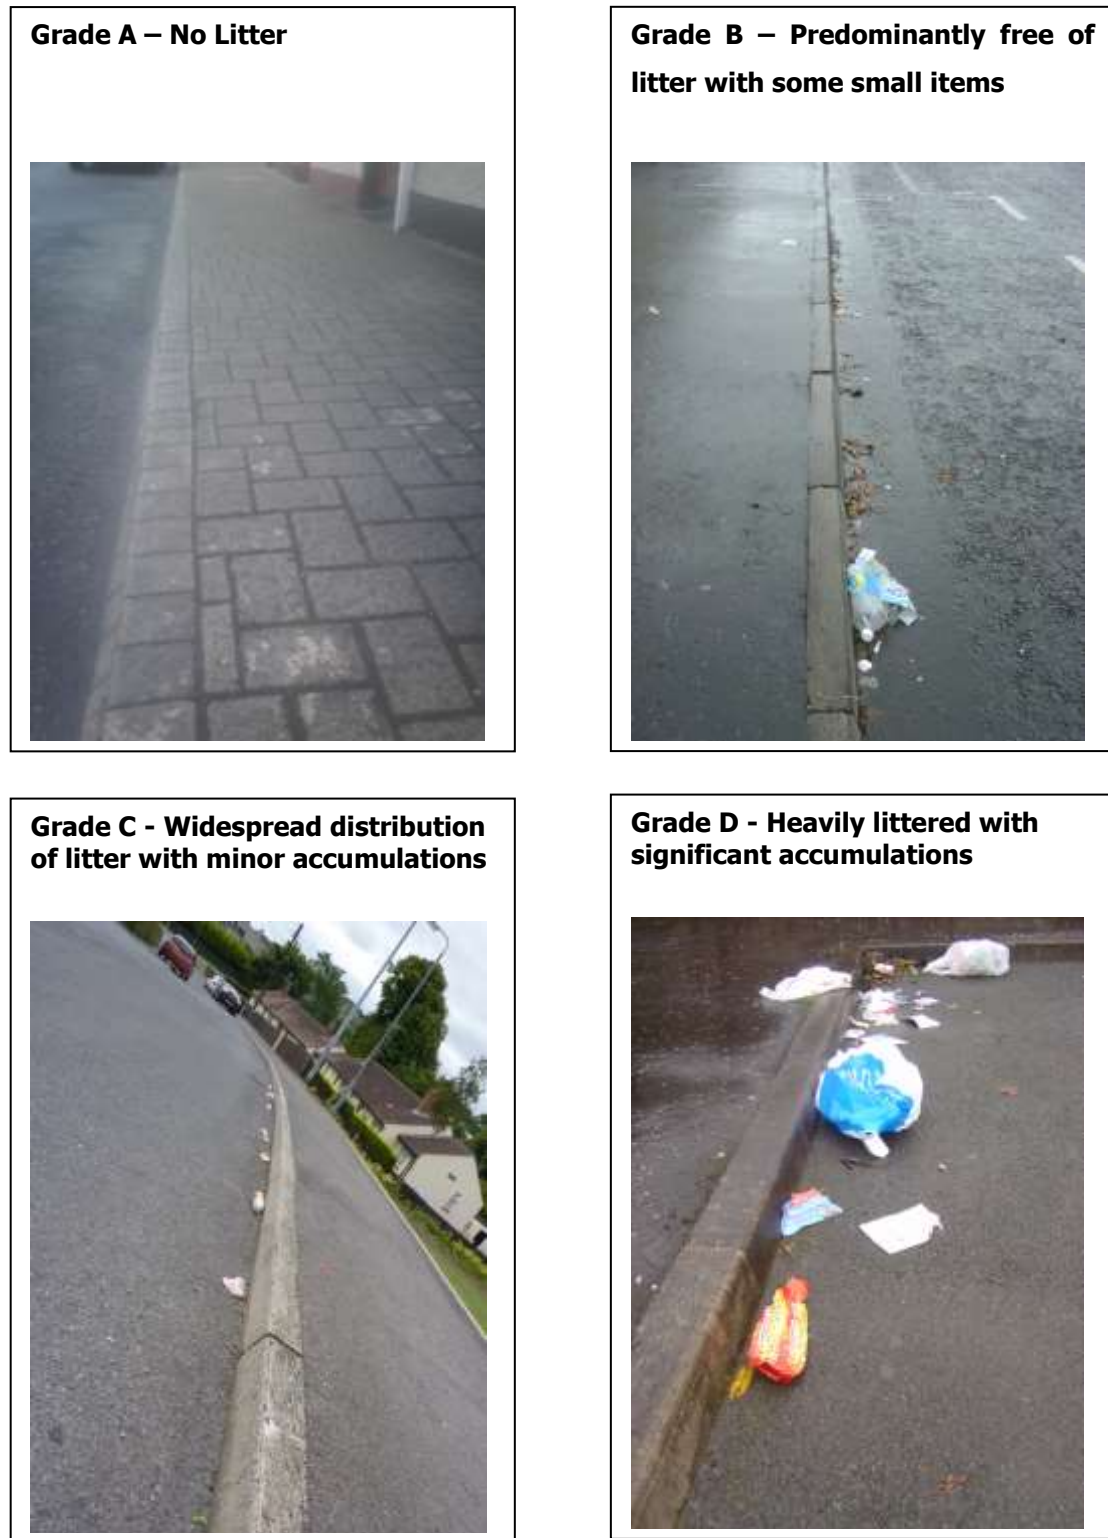 Grade A – No Litter
Grade B – Predominantly free of
litter with some small items
Grade C - Widespread distribution
of litter with minor accumulations
Grade D - Heavily littered with
significant accumulations